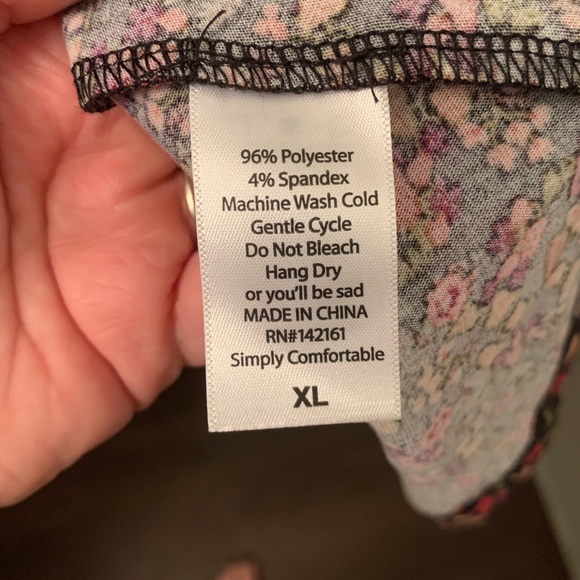 96% Polyester
4% Spandex
Machine Wash Cold
Gentle Cycle
Do Not Bleach
Hang Dry
or you'll be sad
MADE IN CHINA
RN#142161
Simply Comfortable
XL